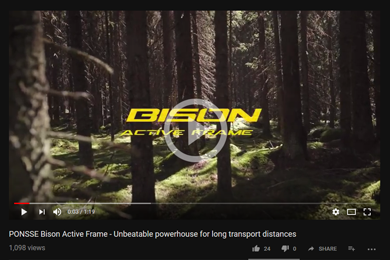 BISON
ACTIVE FRAME
0:03 / 1:19
PONSSE Bison Active Frame - Unbeatable powerhouse for long transport distances
1,098 views
24
0
SHARE